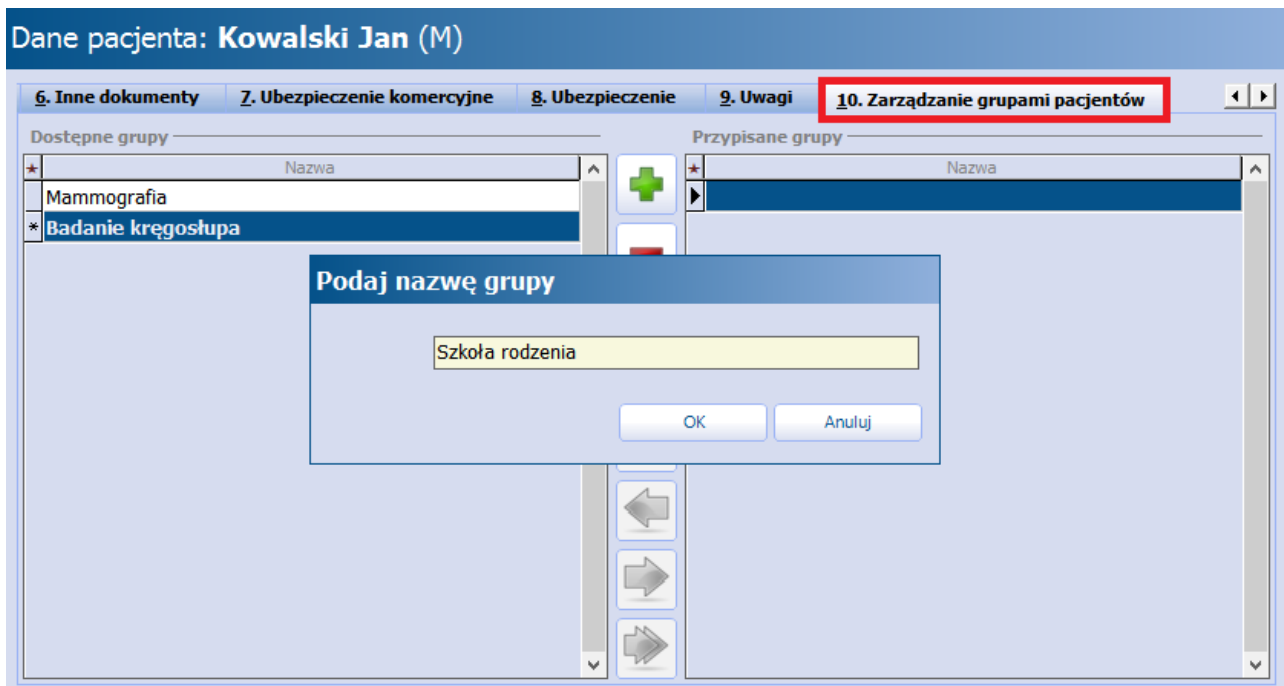 Dane pacjenta: Kowalski Jan (M)
6. Inne dokumenty 7. Ubezpieczenie komercyjne 8. Ubezpieczenie 9. Uwagi 10. Zarządzanie grupami pacjentów
Dostępne grupy Przypisane grupy
Nazwa Nazwa
Mammografia
Badanie kręgosłupa
Podaj nazwę grupy
Szkoła rodzenia
OK Anuluj